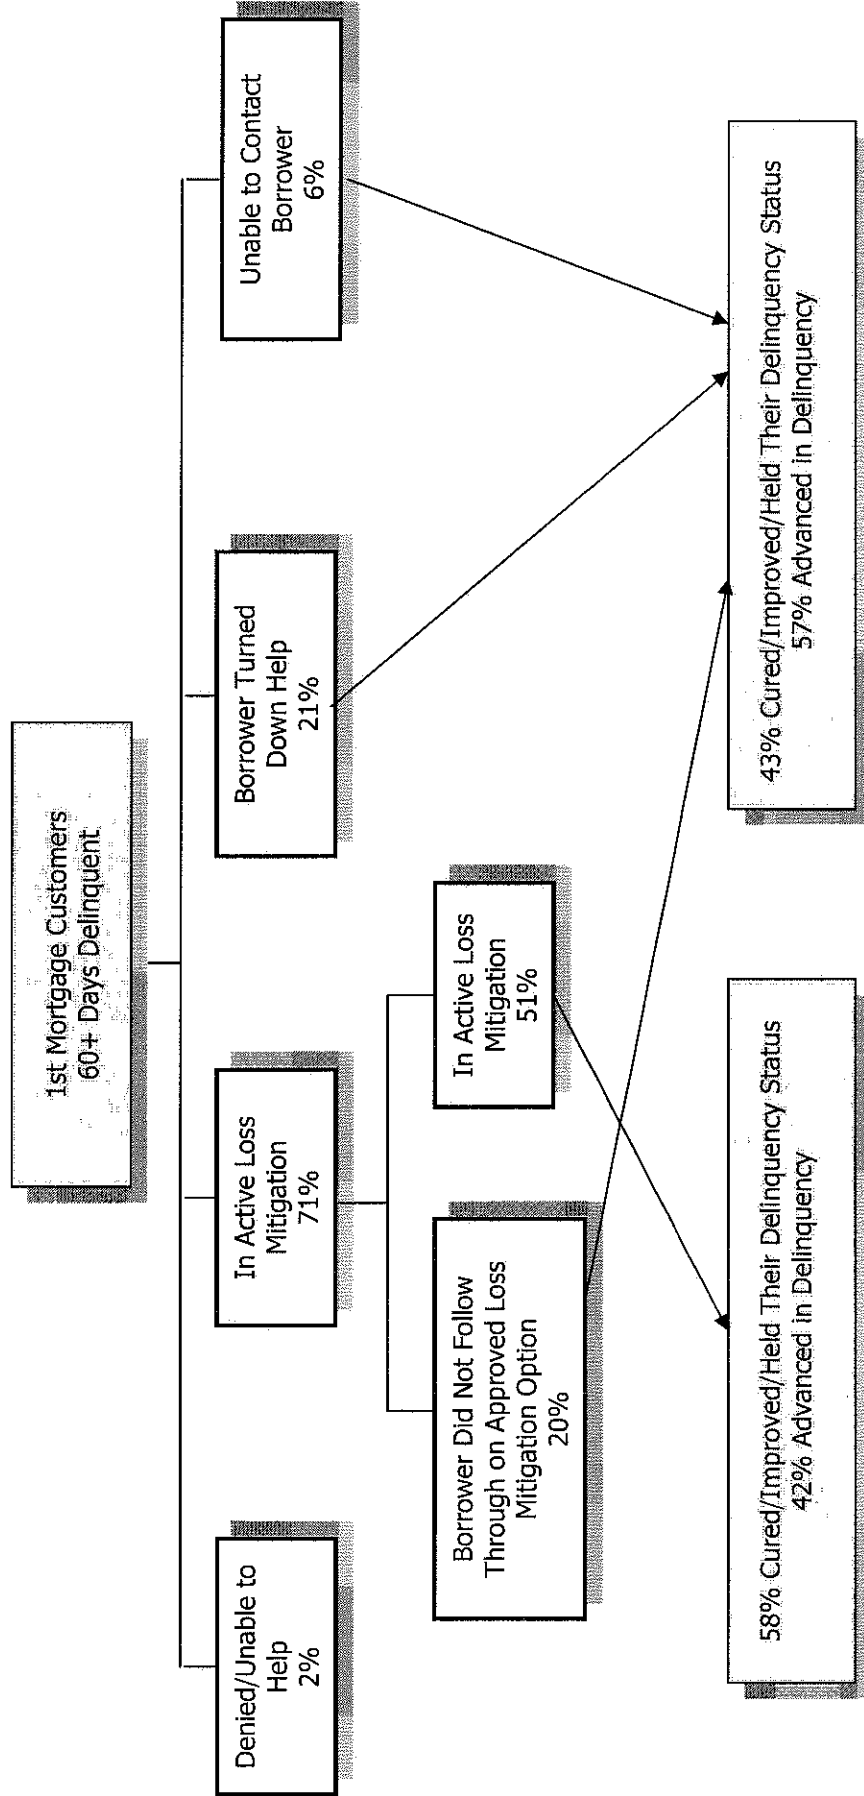 1st Mortgage Customers
60+ Days Delinquent
Denied/Unable to
Help
2%
In Active Loss
Mitigation
71%
Borrower Turned
Down Help
21%
Unable to Contact
Borrower
6%
Borrower Did Not Follow
Through on Approved Loss
Mitigation Option
20%
In Active Loss
Mitigation
51%
58% Cured/Improved/Held Their Delinquency Status
42% Advanced in Delinquency
43% Cured/Improved/Held Their Delinquency Status
57% Advanced in Delinquency